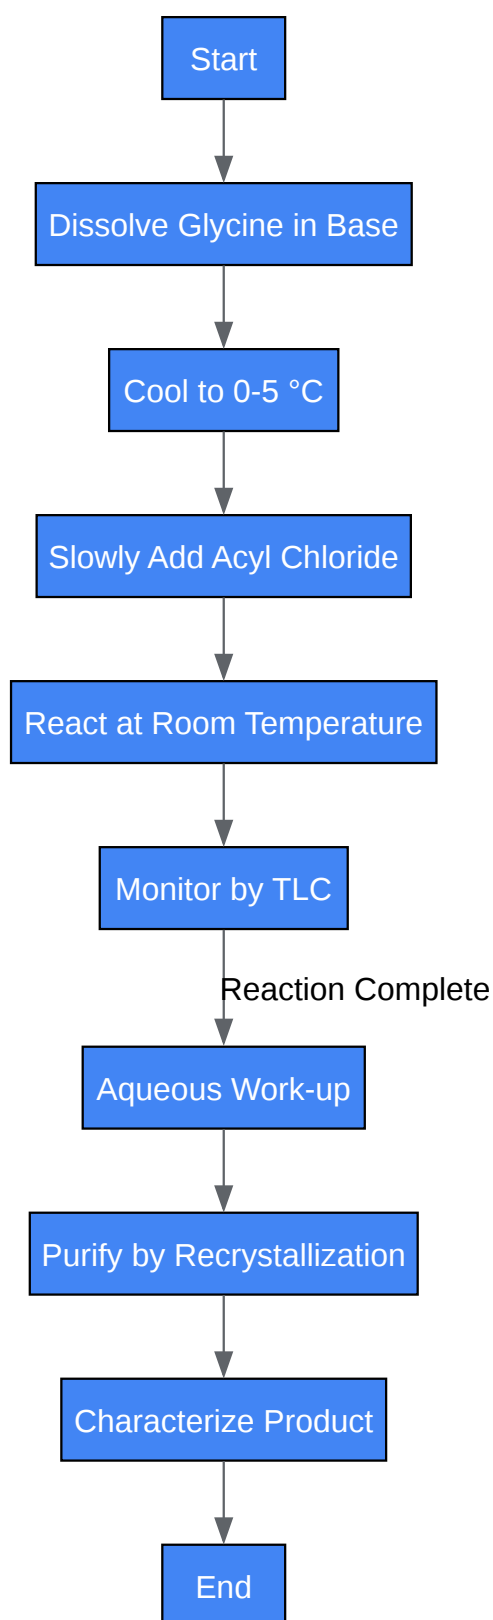 Start
Dissolve Glycine in Base
Cool to 0-5 °C
Slowly Add Acyl Chloride
React at Room Temperature
Monitor by TLC
Reaction Complete
Aqueous Work-up
Purify by Recrystallization
Characterize Product
End